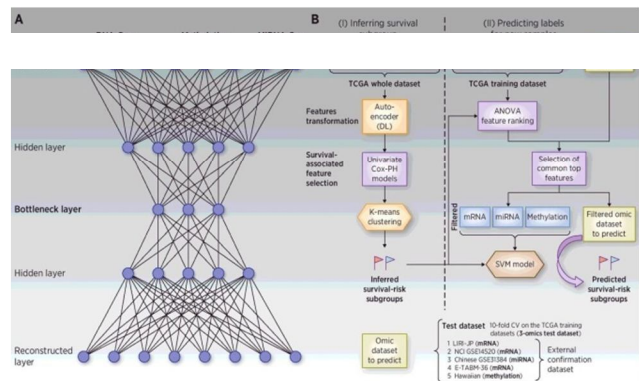 A
B
(I) Inferring survival
(II) Predicting labels
TCGA whole dataset
TCGA training dataset
Features
transformation
Auto-
encoder
(DL)
ANOVA
feature ranking
Hidden layer
Survival-
associated
feature
selection
Univariate
Cox-PH
models
Selection of
common top
features
Bottleneck layer
K-means
clustering
Filtered
mRNA
miRNA
Methylation
Filtered omic
dataset
to predict
Hidden layer
SVM model
Inferred
survival-risk
subgroups
Predicted
survival-risk
subgroups
Reconstructed
layer
Omic
dataset
to predict
Test dataset 10-fold CV on the TCGA training
datasets (3-omics test dataset)
1 LIRI-JP (mRNA)
2 NCI GSE14520 (mRNA)
3 Chinese GSE31384 (miRNA)
4 E-TABM-36 (mRNA)
5 Hawaiian (methylation)
External
confirmation
dataset